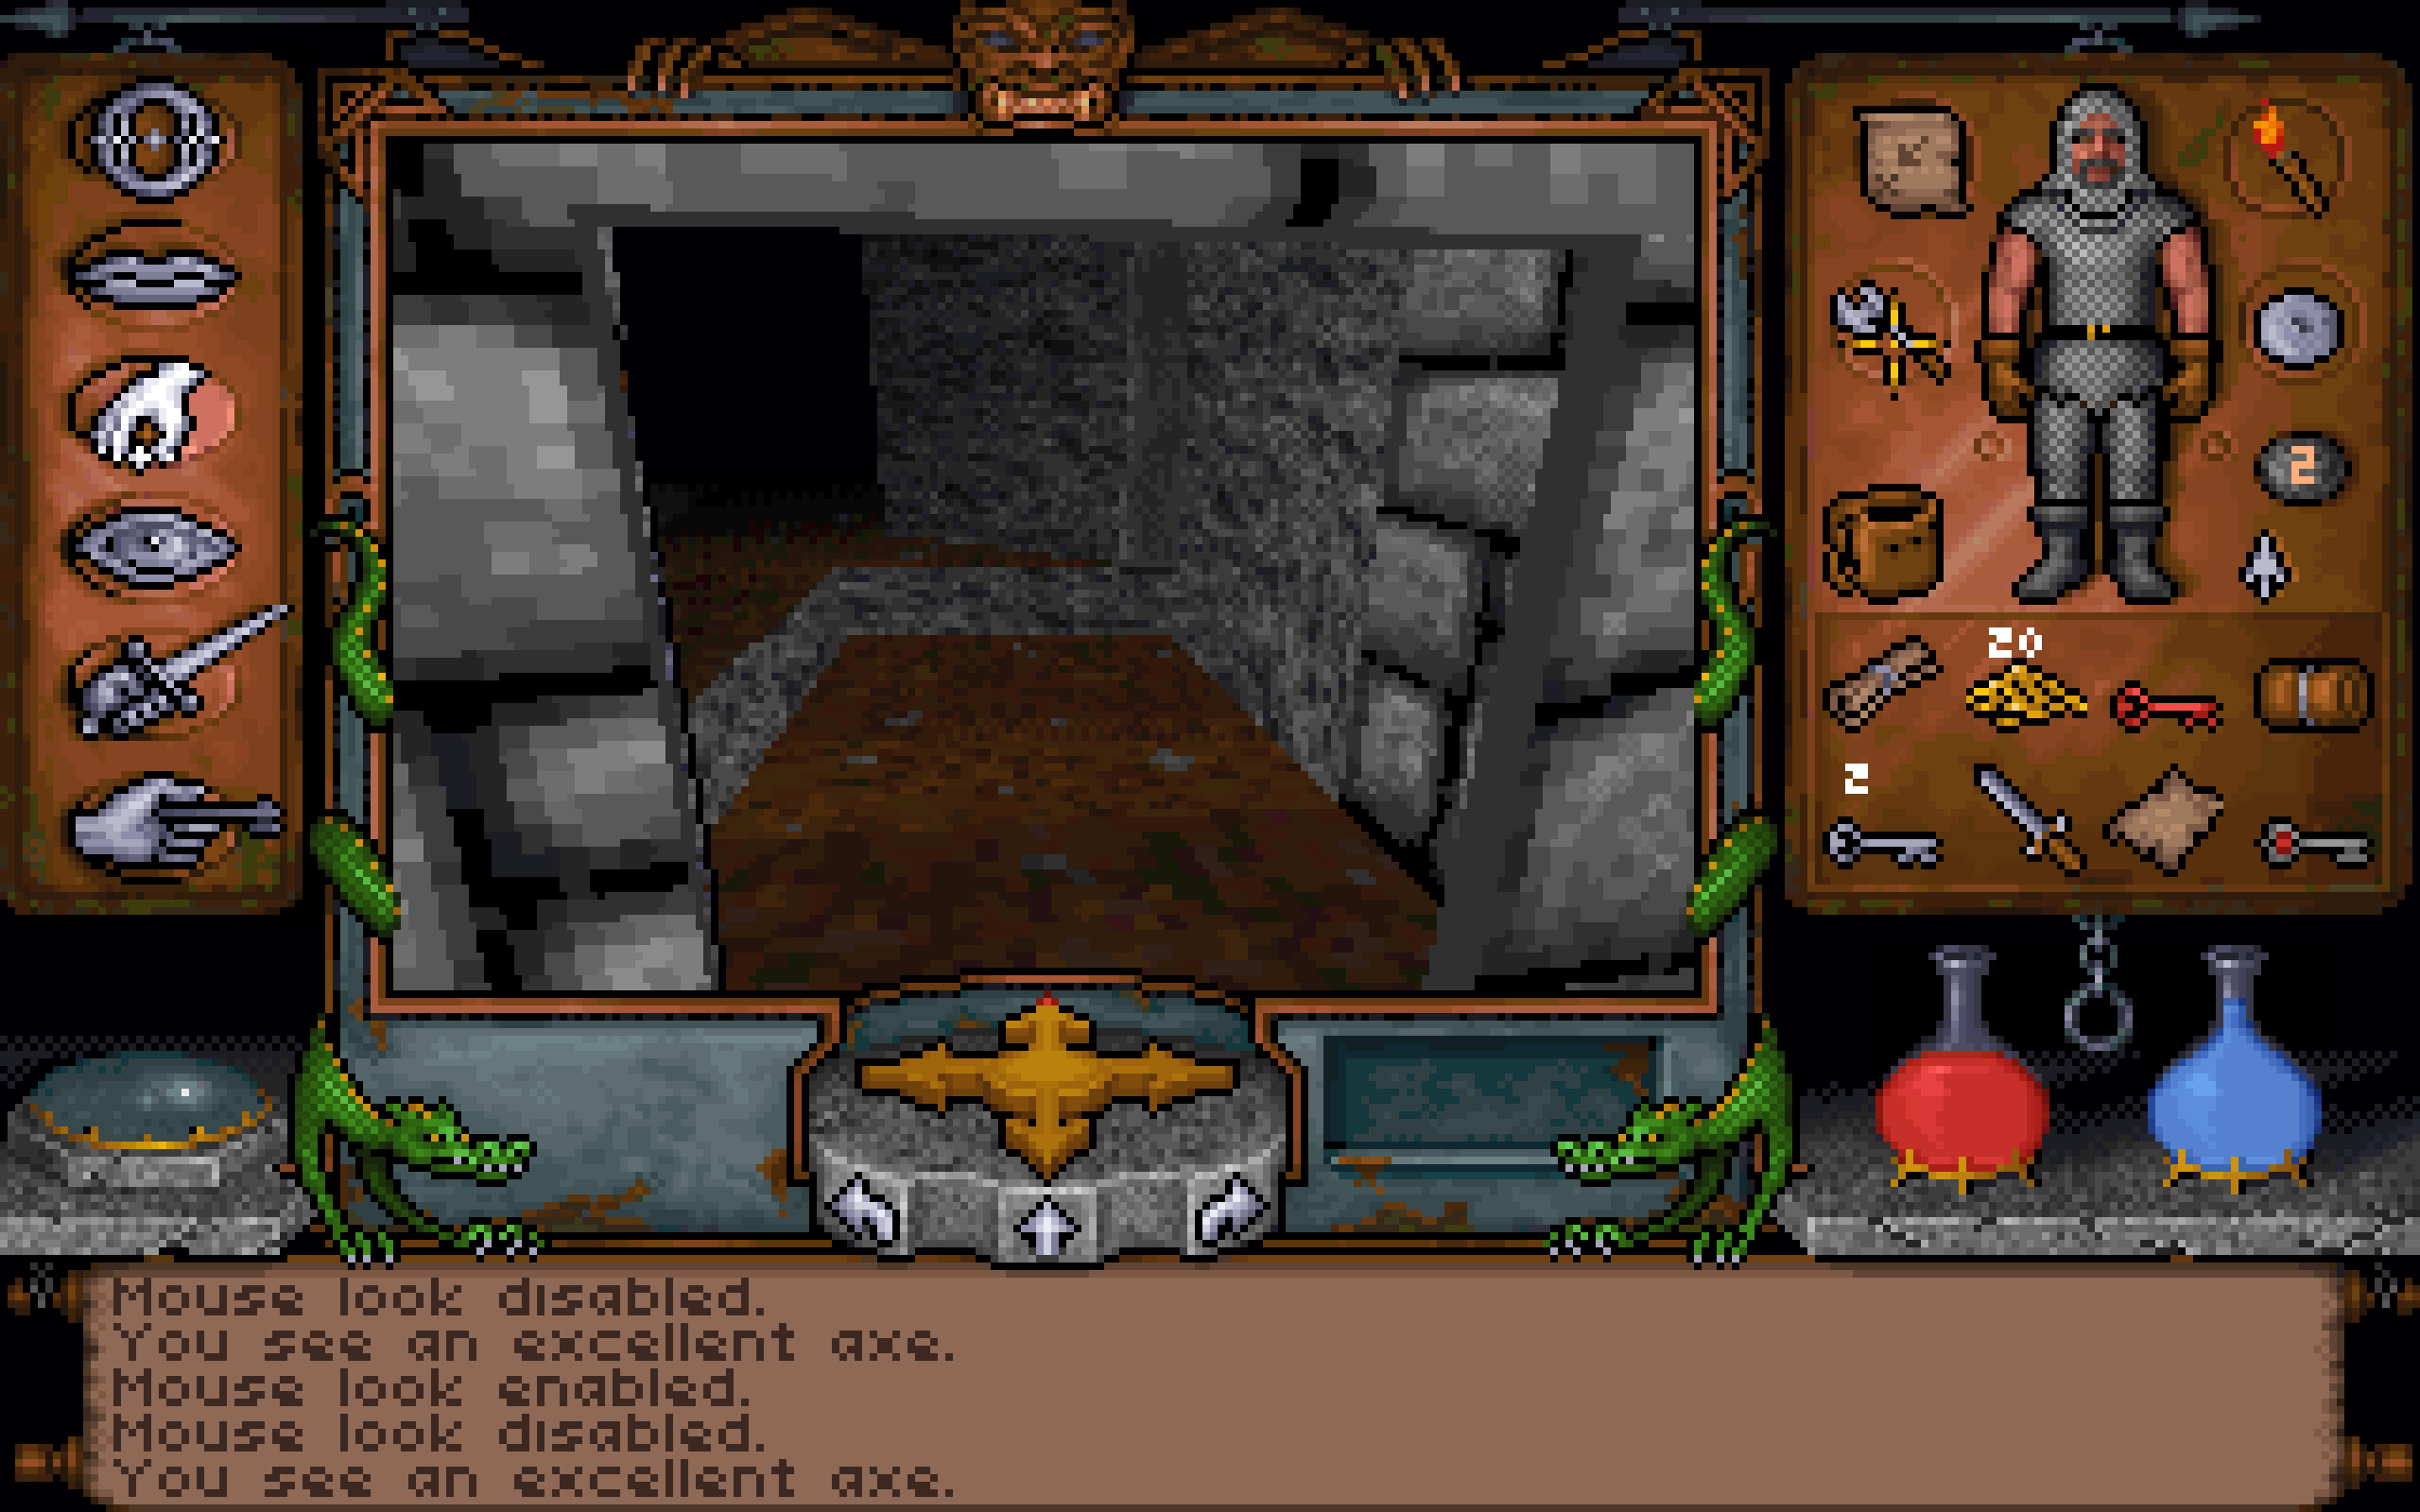 2
20
2
Mouse look disabled.
You see an excellent axe.
Mouse look enabled.
Mouse look disabled.
You see an excellent axe.